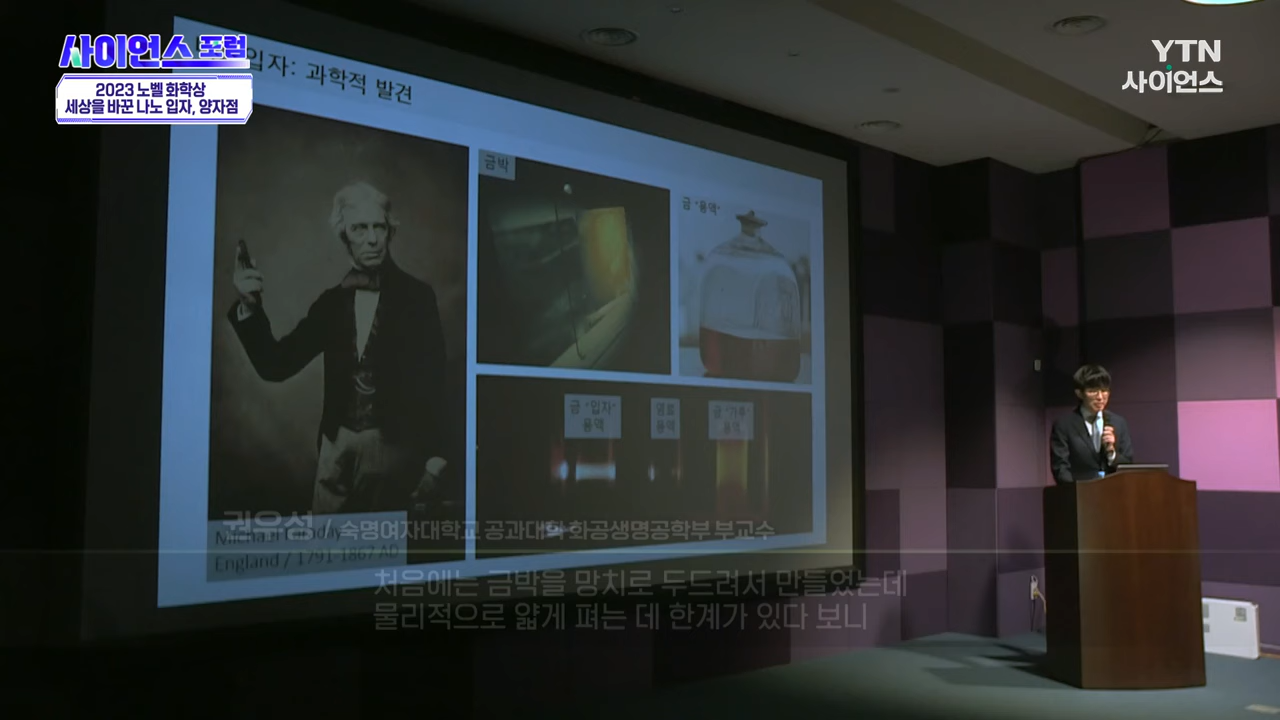 사이언스 포럼
2023 노벨 화학상
세상을 바꾼 나노 입자, 양자점
YTN
사이언스
입자: 과학적 발견
금박
금 "용액"
금 "입자"
용액
염료
용액
금 "가루"
용액
Michael Faraday
England / 1791-1867 AD
권유성 / 숙명여자대학교 공과대학 화공생명공학부 부교수
처음에는 금박을 망치로 두드려서 만들었는데
물리적으로 얇게 펴는 데 한계가 있다 보니